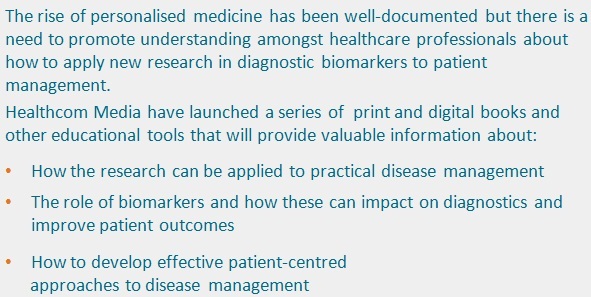 The rise of personalised medicine has been well-documented but there is a
need to promote understanding amongst healthcare professionals about
how to apply new research in diagnostic biomarkers to patient
management.
Healthcom Media have launched a series of print and digital books and
other educational tools that will provide valuable information about:
• How the research can be applied to practical disease management
• The role of biomarkers and how these can impact on diagnostics and
improve patient outcomes
• How to develop effective patient-centred
approaches to disease management